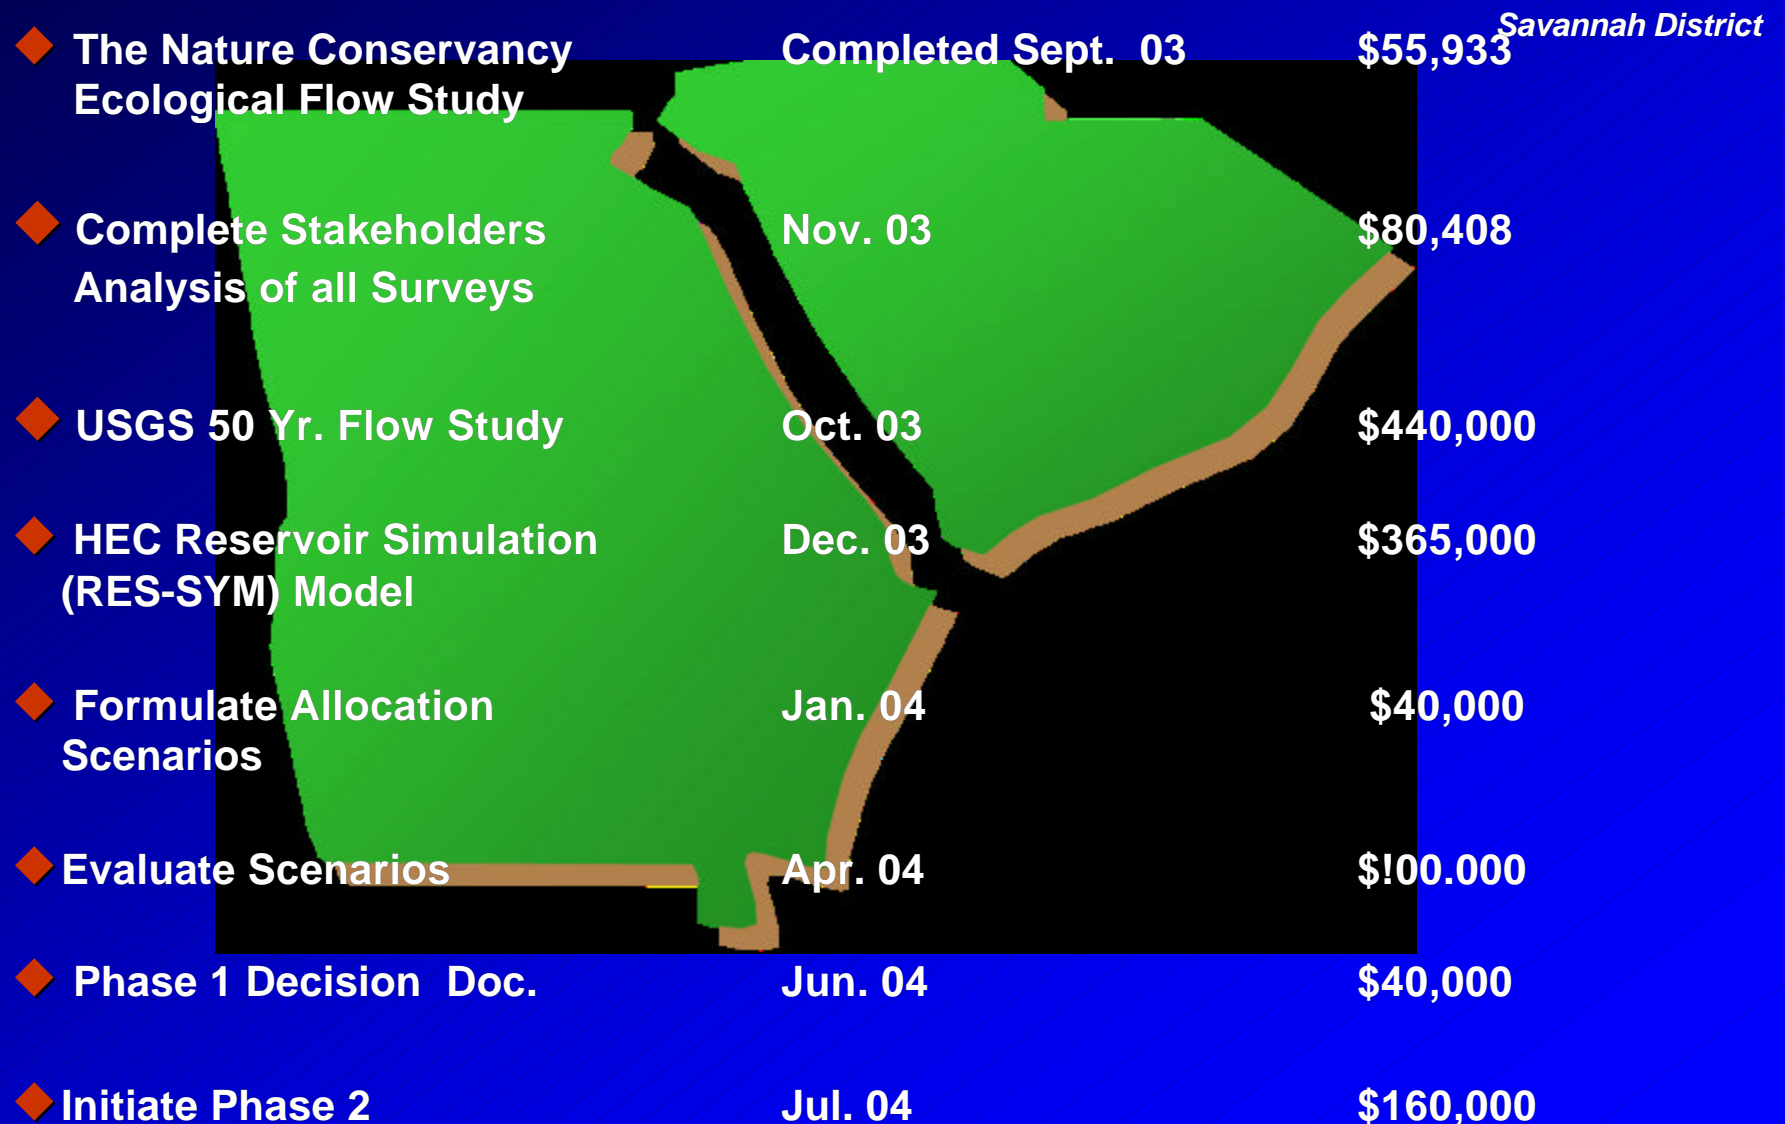 Savannah District
The Nature Conservancy Completed Sept. 03 $55,933
Ecological Flow Study
Complete Stakeholders Nov. 03 $80,408
Analysis of all Surveys
USGS 50 Yr. Flow Study Oct. 03 $440,000
HEC Reservoir Simulation Dec. 03 $365,000
(RES-SYM) Model
Formulate Allocation Jan. 04 $40,000
Scenarios
Evaluate Scenarios Apr. 04 $!00.000
Phase 1 Decision Doc. Jun. 04 $40,000
Initiate Phase 2 Jul. 04 $160,000